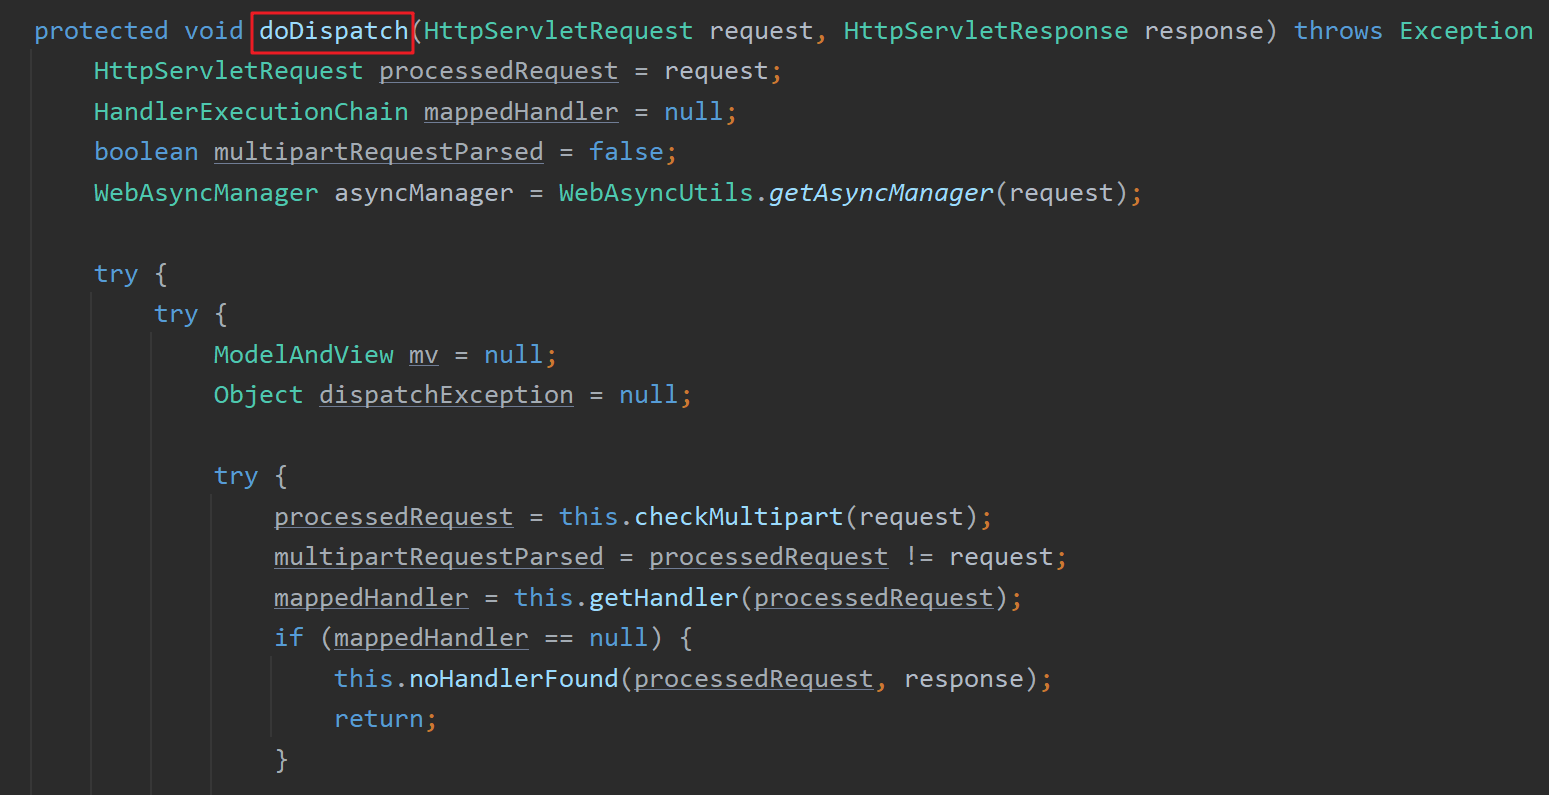 protected void doDispatch(HttpServletRequest request, HttpServletResponse response) throws Exception
HttpServletRequest processedRequest = request;
HandlerExecutionChain mappedHandler = null;
boolean multipartRequestParsed = false;
WebAsyncManager asyncManager = WebAsyncUtils.getAsyncManager(request);
try {
try {
ModelAndView mv = null;
Object dispatchException = null;
try {
processedRequest = this.checkMultipart(request);
multipartRequestParsed = processedRequest != request;
mappedHandler = this.getHandler(processedRequest);
if (mappedHandler == null) {
this.noHandlerFound(processedRequest, response);
return;
}